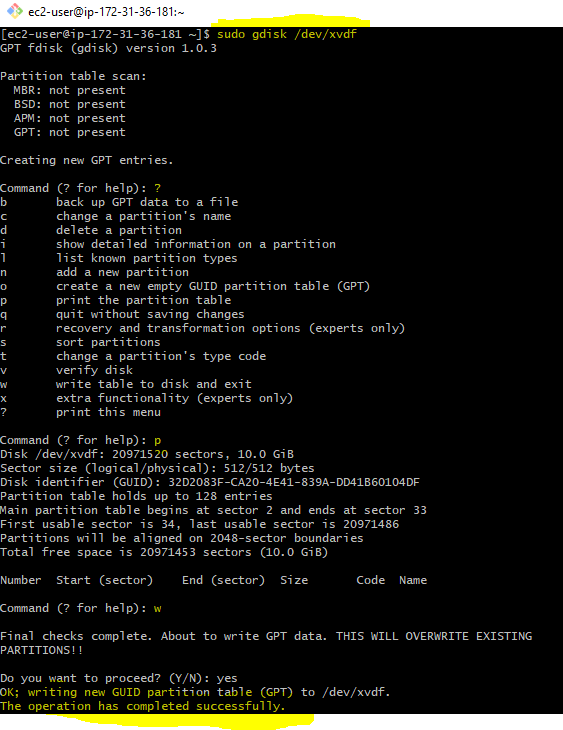 ec2-user@ip-172-31-36-181:~
[ec2-user@ip-172-31-36-181 ~]$ sudo gdisk /dev/xvdf
GPT fdisk (gdisk) version 1.0.3
Partition table scan:
  MBR: not present
  BSD: not present
  APM: not present
  GPT: not present
Creating new GPT entries.
Command (? for help): ?
b       back up GPT data to a file
c       change a partition's name
d       delete a partition
i       show detailed information on a partition
l       list known partition types
n       add a new partition
o       create a new empty GUID partition table (GPT)
p       print the partition table
q       quit without saving changes
r       recovery and transformation options (experts only)
s       sort partitions
t       change a partition's type code
v       verify disk
w       write table to disk and exit
x       extra functionality (experts only)
?       print this menu
Command (? for help): p
Disk /dev/xvdf: 20971520 sectors, 10.0 GiB
Sector size (logical/physical): 512/512 bytes
Disk identifier (GUID): 32D2083F-CA20-4E41-839A-DD41B60104DF
Partition table holds up to 128 entries
Main partition table begins at sector 2 and ends at sector 33
First usable sector is 34, last usable sector is 20971486
Partitions will be aligned on 2048-sector boundaries
Total free space is 20971453 sectors (10.0 GiB)
Number  Start (sector)    End (sector)  Size       Code  Name
Command (? for help): w
Final checks complete. About to write GPT data. THIS WILL OVERWRITE EXISTING
PARTITIONS!!
Do you want to proceed? (Y/N): yes
OK; writing new GUID partition table (GPT) to /dev/xvdf.
The operation has completed successfully.